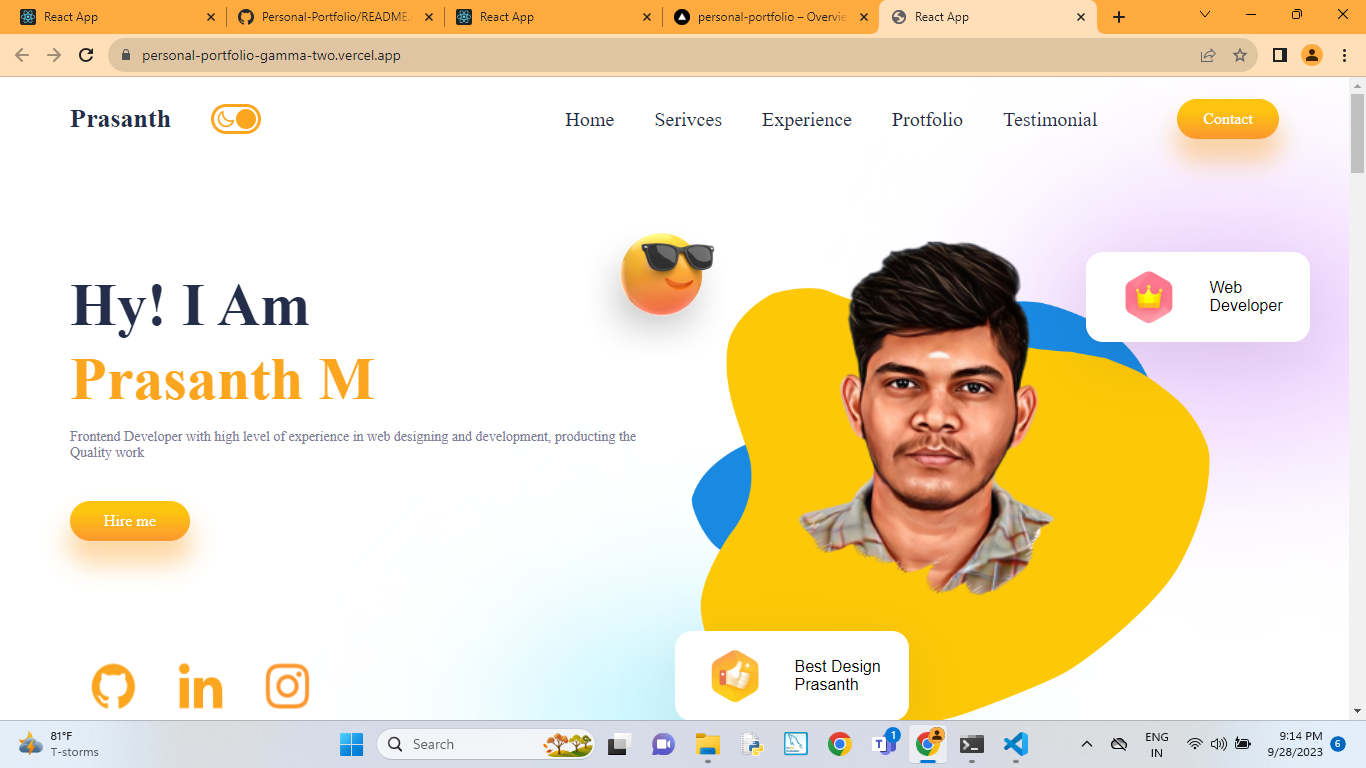 React App
Personal-Portfolio/README.
React App
personal-portfolio – Overvie
React App
personal-portfolio-gamma-two.vercel.app
Prasanth
Home
Serivces
Experience
Protfolio
Testimonial
Contact
Hy! I Am
Prasanth M
Frontend Developer with high level of experience in web designing and development, producting the
Quality work
Hire me
Web
Developer
Best Design
Prasanth
81°F
T-storms
Search
1
ENG
IN
9:14 PM
9/28/2023
6